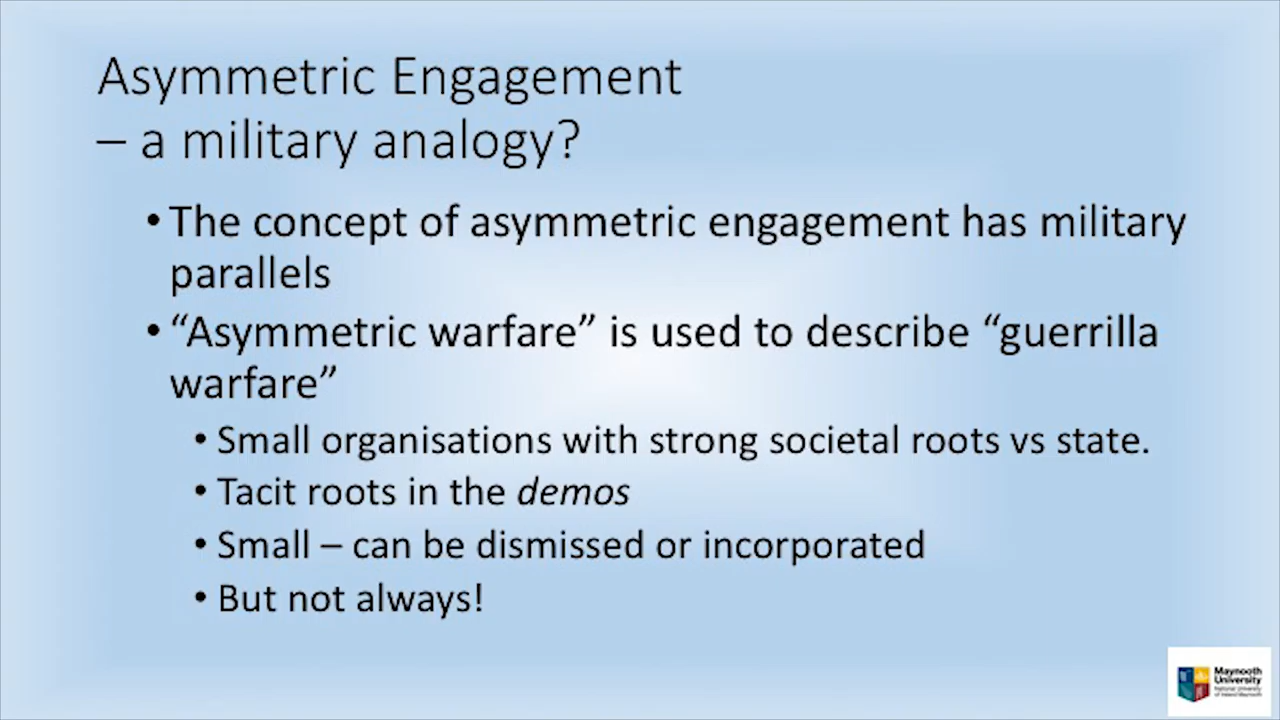 Asymmetric Engagement
– a military analogy?
• The concept of asymmetric engagement has military
parallels
• “Asymmetric warfare” is used to describe “guerrilla
warfare”
• Small organisations with strong societal roots vs state.
• Tacit roots in the demos
• Small – can be dismissed or incorporated
• But not always!
Maynooth
University
National University
of Ireland Maynooth